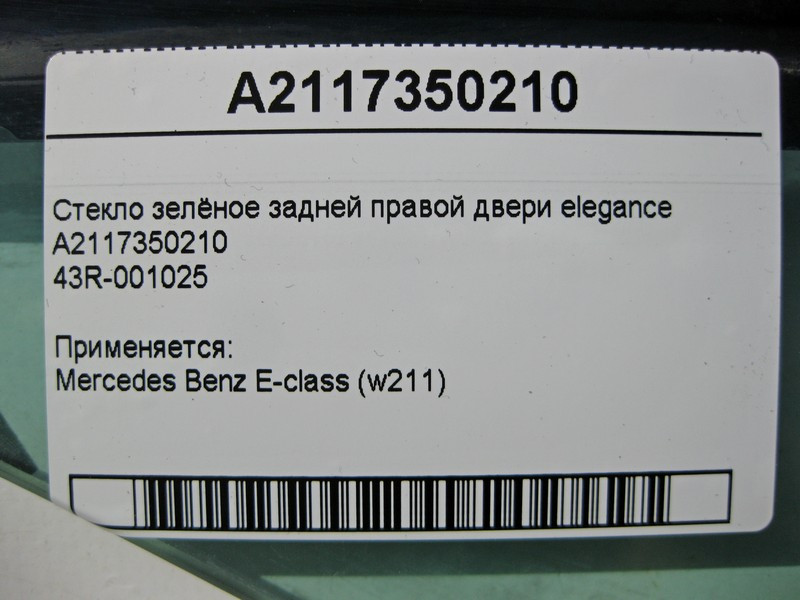 A2117350210
Стекло зелёное задней правой двери elegance
A2117350210
43R-001025
Применяется:
Mercedes Benz E-class (w211)